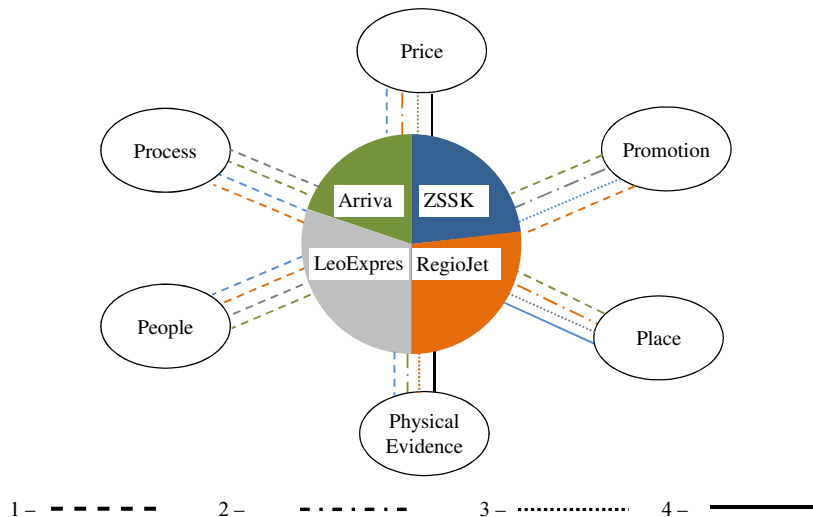 Price
Process
Promotion
Arriva
ZSSK
LeoExpres
RegioJet
People
Place
Physical
Evidence
1 –
2 –
3 –
4 –